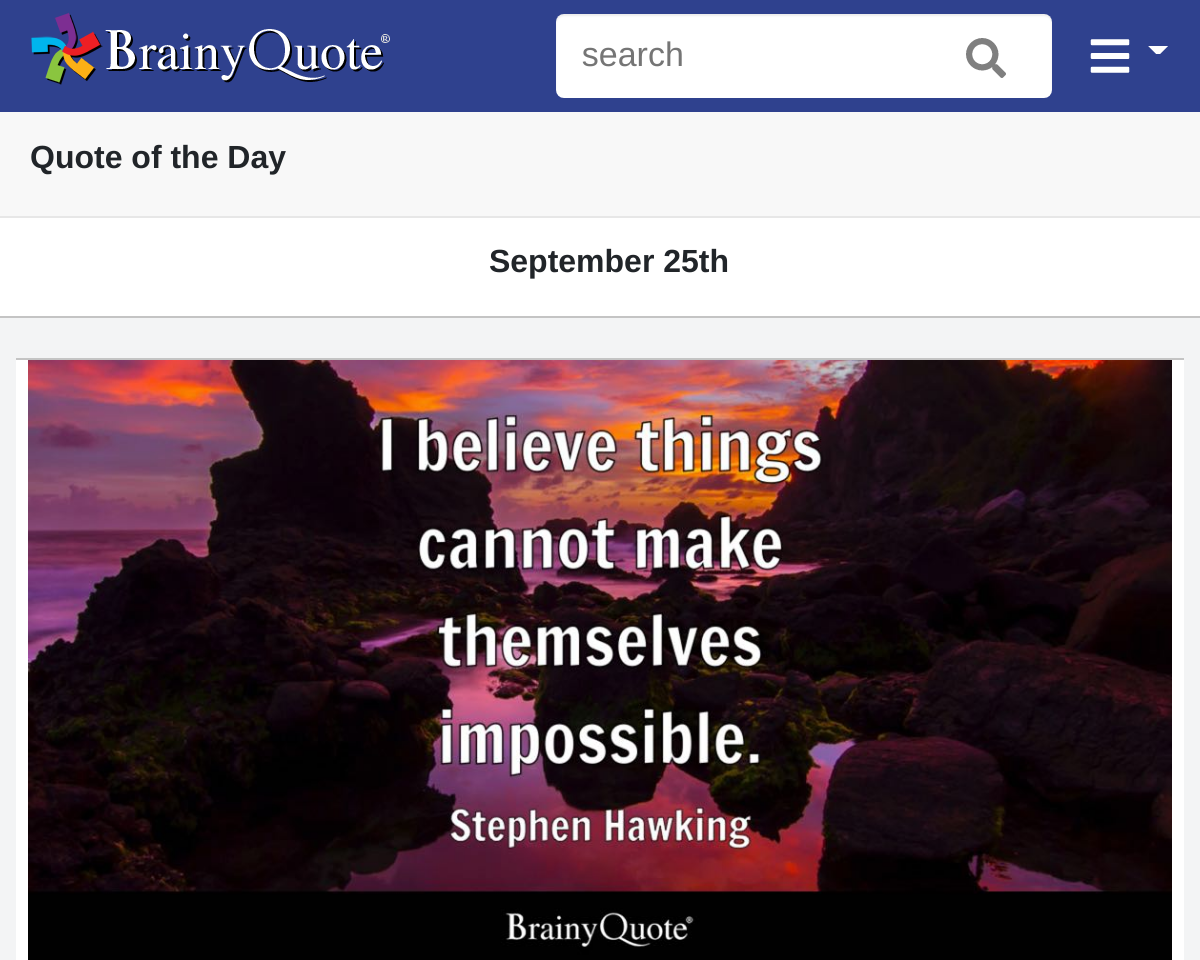 BrainyQuote®
search
Quote of the Day
September 25th
I believe things
cannot make
themselves
impossible.
Stephen Hawking
BrainyQuote®